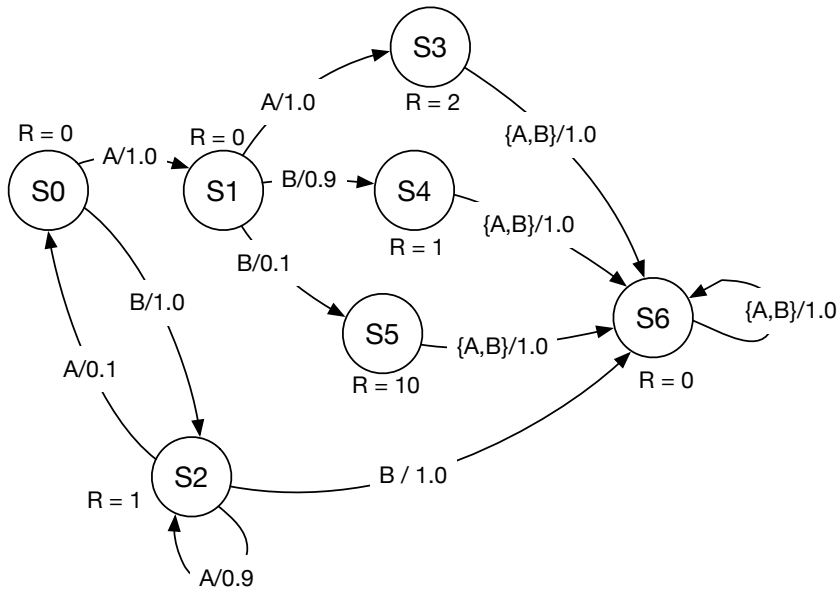 S3
R = 2
A/1.0
{A,B}/1.0
R = 0
R = 0
A/1.0
S0
S1
B/0.9
S4
R = 1
{A,B}/1.0
B/0.1
B/1.0
S5
R = 10
{A,B}/1.0
S6
R = 0
{A,B}/1.0
A/0.1
S2
R = 1
B / 1.0
A/0.9